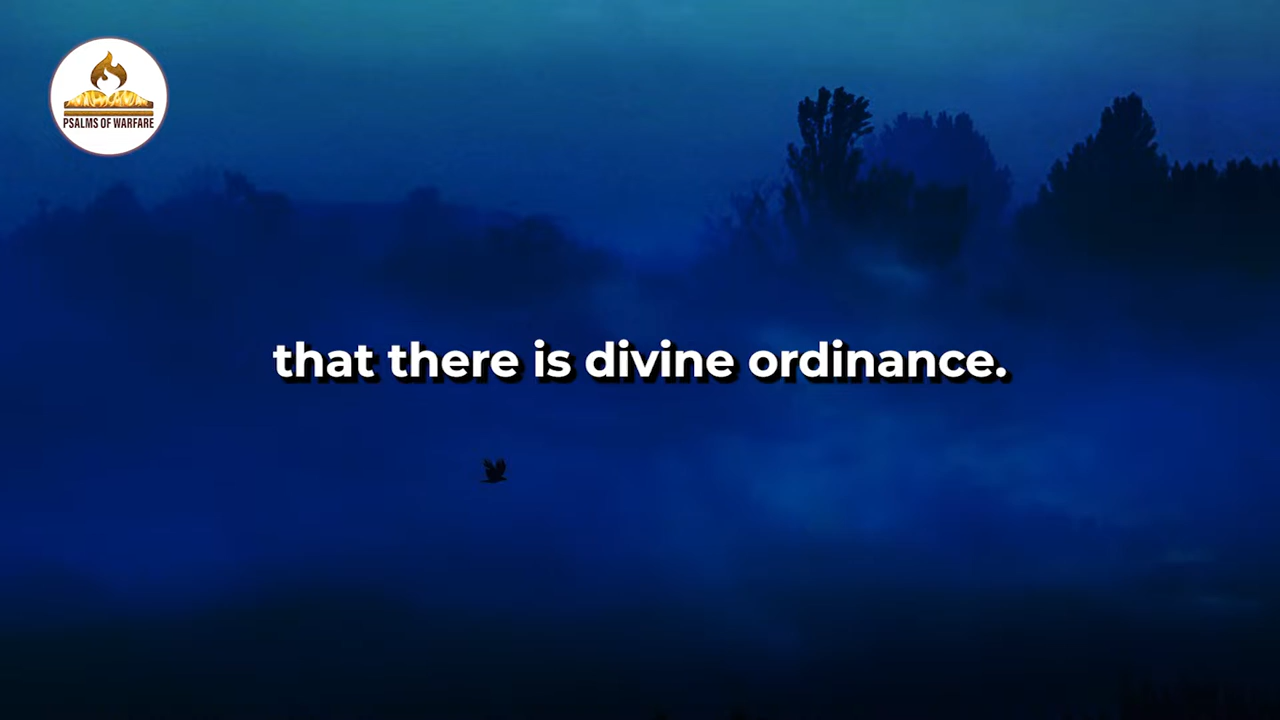 PSALMS OF WARFARE
that there is divine ordinance.